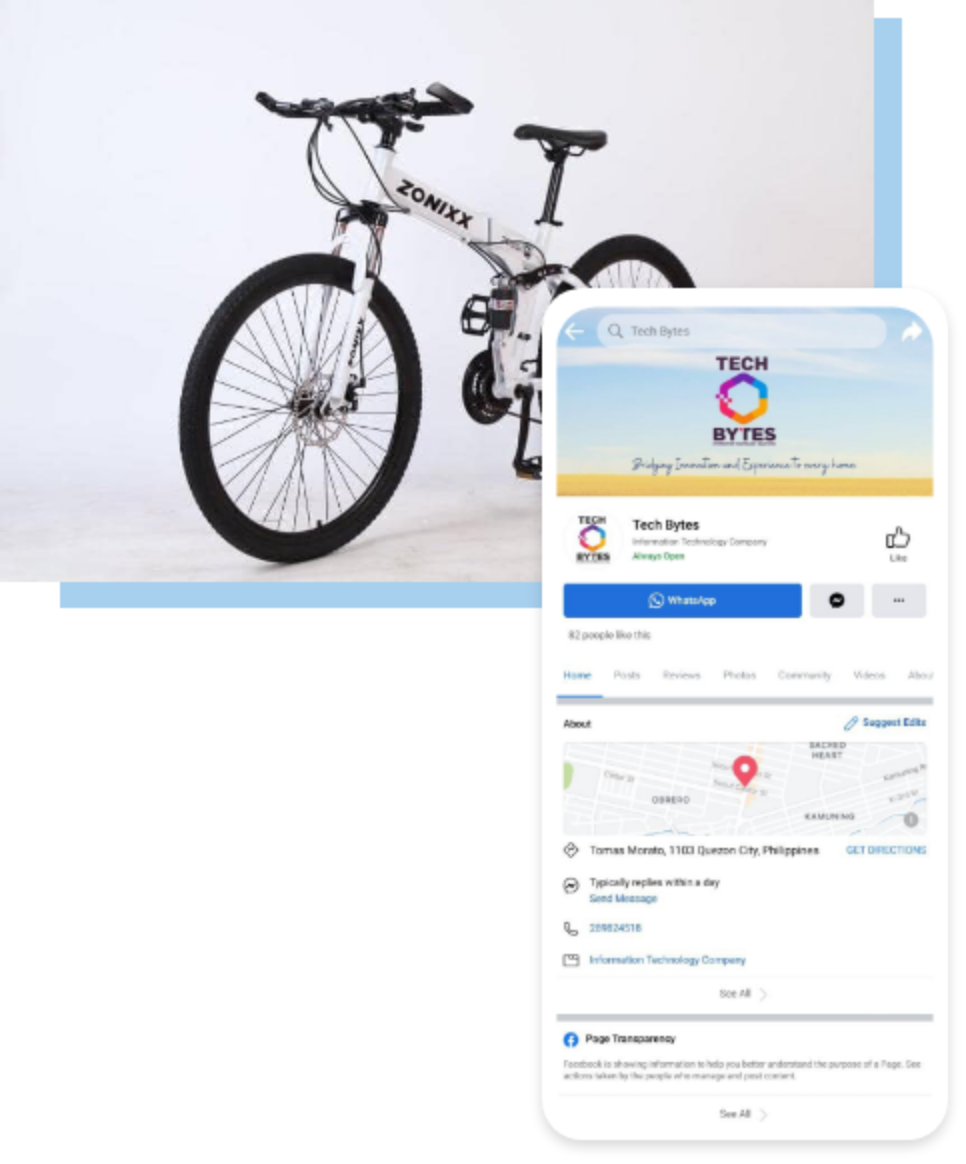 ZONIXX
Tech Bytes
TECH
BYTES
Bridging Innovation and Experience to every home
TECH
BYTES
Tech Bytes
Information Technology Company
Always Open
Like
WhatsApp
82 people like this
Home Posts Reviews Photos Community Videos Abou
About
Suggest Edits
SACRED
HEART
OBRERO
KAMUNING
Tomas Morato, 1103 Quezon City, Philippines
GET DIRECTIONS
Typically replies within a day
Send Message
Information Technology Company
See All
Page Transparency
Facebook is showing information to help you better understand the purpose of a Page. See
actions taken by the people who manage and post content.
See All